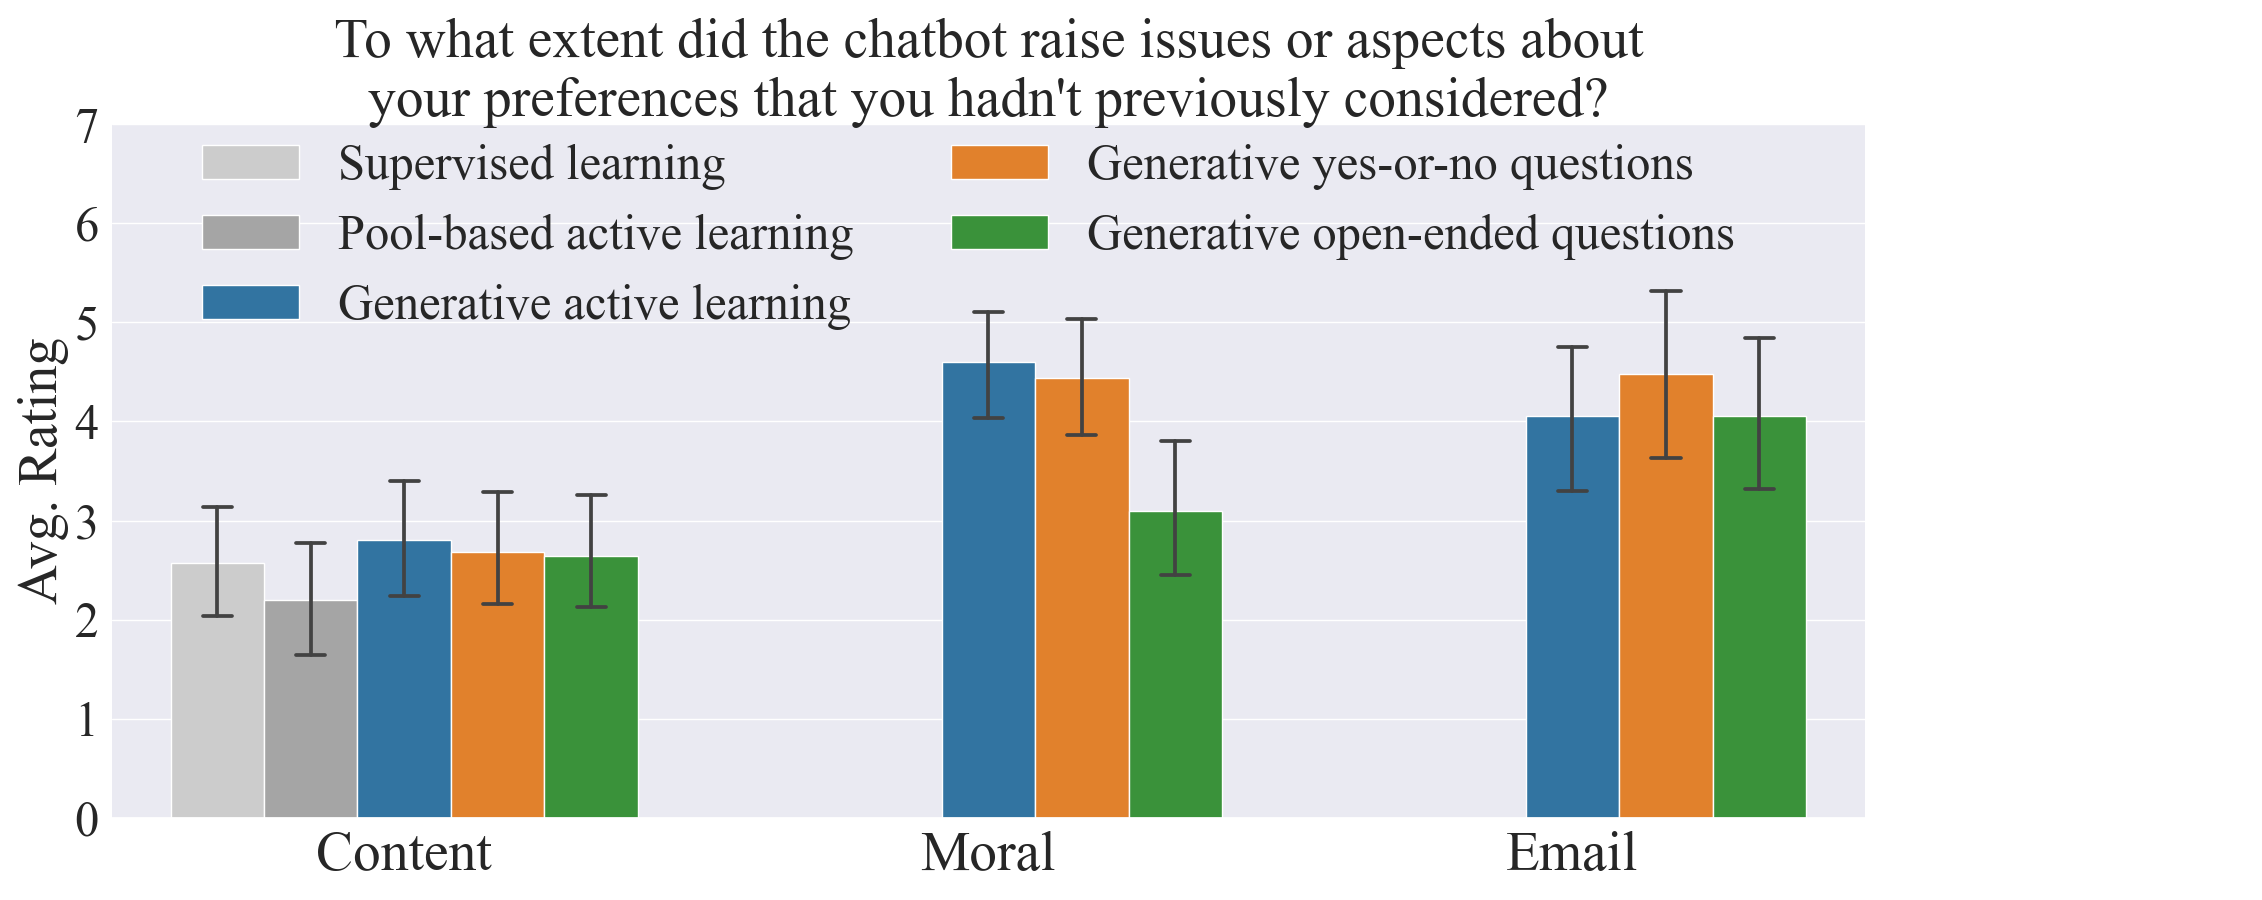 To what extent did the chatbot raise issues or aspects about
your preferences that you hadn't previously considered?
7
6
5
4
3
2
1
0
Avg. Rating
Supervised learning
Pool-based active learning
Generative active learning
Generative yes-or-no questions
Generative open-ended questions
Content
Moral
Email